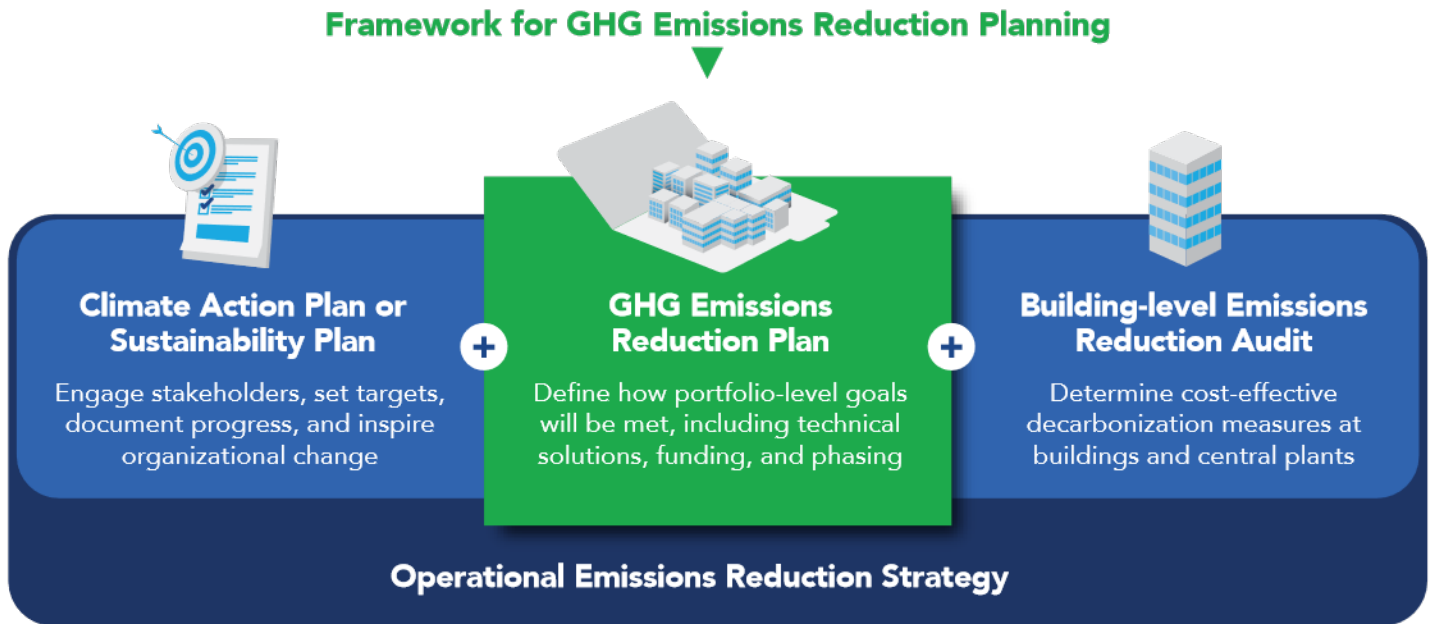 Framework for GHG Emissions Reduction Planning
Climate Action Plan or
Sustainability Plan
Engage stakeholders, set targets,
document progress, and inspire
organizational change
+
GHG Emissions
Reduction Plan
Define how portfolio-level goals
will be met, including technical
solutions, funding, and phasing
+
Building-level Emissions
Reduction Audit
Determine cost-effective
decarbonization measures at
buildings and central plants
Operational Emissions Reduction Strategy